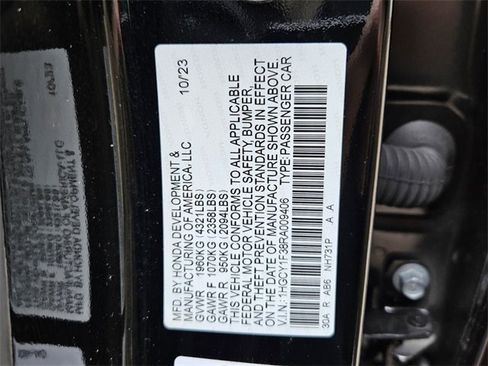 MFD BY HONDA DEVELOPMENT & 10/23
MANUFACTURING OF AMERICA, LLC
GVWR 1960KG (4321LBS)
GAWR F 1070KG (2358LBS)
GAWR R 950KG (2094LBS)
THIS VEHICLE CONFORMS TO ALL APPLICABLE
FEDERAL MOTOR VEHICLE SAFETY, BUMPER,
AND THEFT PREVENTION STANDARDS IN EFFECT
ON THE DATE OF MANUFACTURE SHOWN ABOVE.
V.I.N.: 1HGCY1F38RA009406 TYPE: PASSENGER CAR
30A R AB6 NH731P A A